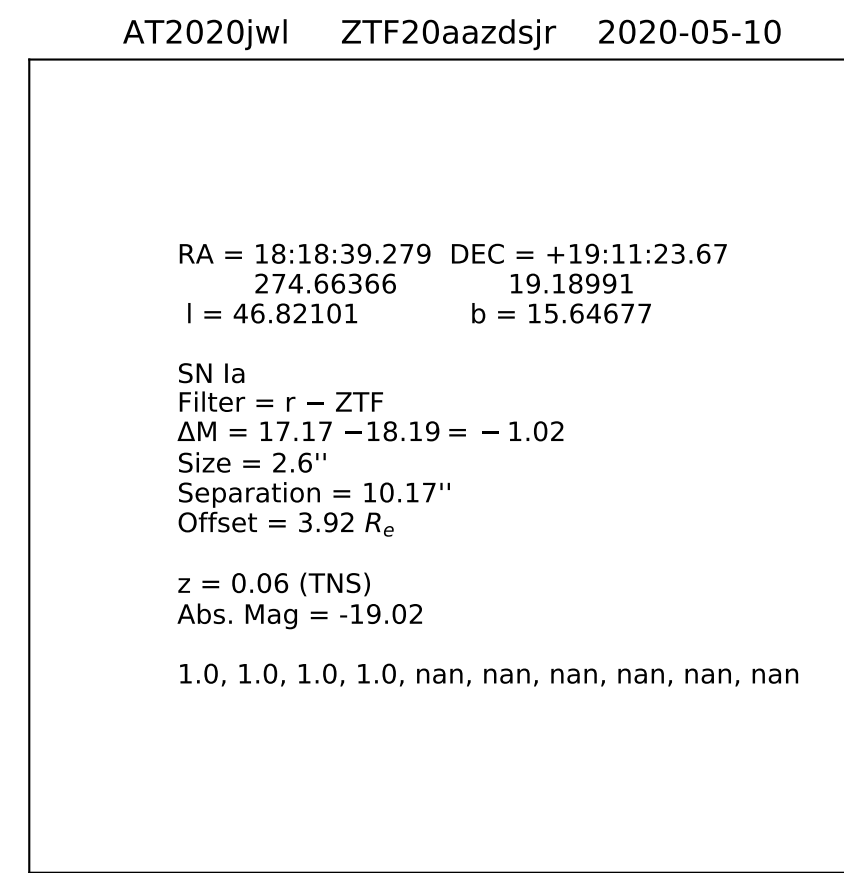 AT2020jwl ZTF20aazdsjr 2020-05-10
RA = 18:18:39.279 DEC = +19:11:23.67
274.66366 19.18991
l = 46.82101 b = 15.64677
SN Ia
Filter = r − ZTF
ΔM = 17.17 −18.19 = − 1.02
Size = 2.6''
Separation = 10.17''
Offset = 3.92 Re
z = 0.06 (TNS)
Abs. Mag = -19.02
1.0, 1.0, 1.0, 1.0, nan, nan, nan, nan, nan, nan